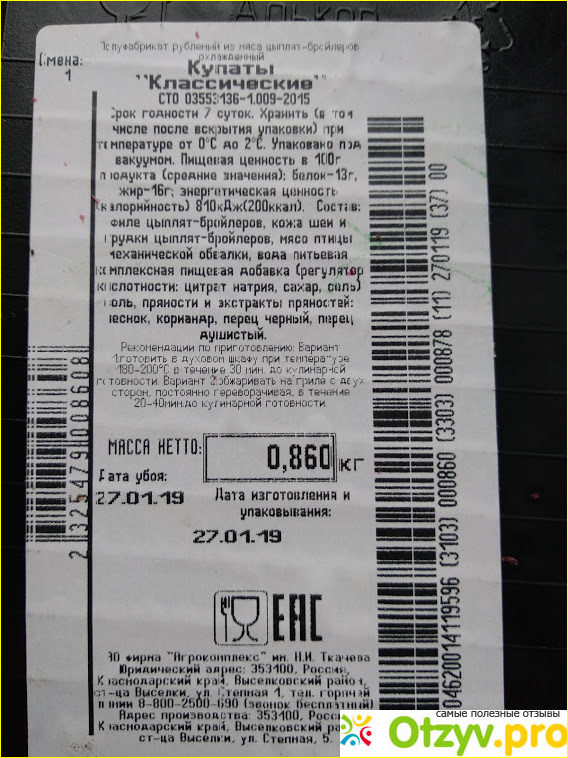 Смена:
1
Полуфабрикат рубленый из мяса цыплят-бройлеров
охлажденный
Купаты
"Классические"
СТО 03553136-1.009-2015
Срок годности 7 суток. Хранить (в том
числе после вскрытия упаковки) при
температуре от 0°С до 2°С. Упаковано под
вакуумом. Пищевая ценность в 100г
продукта (средние значения): белок-13г,
жир-16г; энергетическая ценность
(калорийность) 810кДж(200ккал). Состав:
филе цыплят-бройлеров, кожа шеи и
грудки цыплят-бройлеров, мясо птицы
механической обвалки, вода питьевая
комплексная пищевая добавка (регулятор
кислотности: цитрат натрия, сахар, соль)
соль, пряности и экстракты пряностей:
чеснок, кориандр, перец черный, перец
душистый.
Рекомендации по приготовлению: Вариант
1.готовить в духовом шкафу при температуре
180-200°С в течение 30 мин. до кулинарной
готовности. Вариант 2.обжаривать на гриле с двух
сторон, постоянно переворачивая, в течение
20-40мин.до кулинарной готовности.
МАССА НЕТТО: 0,860 кг
Дата убоя:
27.01.19
Дата изготовления и
упаковывания:
27.01.19
EAC
АО фирма "Агрокомплекс" им. Н.И. Ткачева
Юридический адрес: 353100, Россия,
Краснодарский край, Выселковский район,
ст-ца Выселки, ул. Степная 1, тел. горячей
линии 8-800-2500-690 (звонок бесплатный)
Адрес производства: 353100, Россия
Краснодарский край, Выселковский район
ст-ца Выселки, ул. Степная, 5.
2 325479 008608
04620014119596 (3103) 000860 (3303) 000878 (11) 270119 (37) 00
самые полезные отзывы
Otzyv.pro